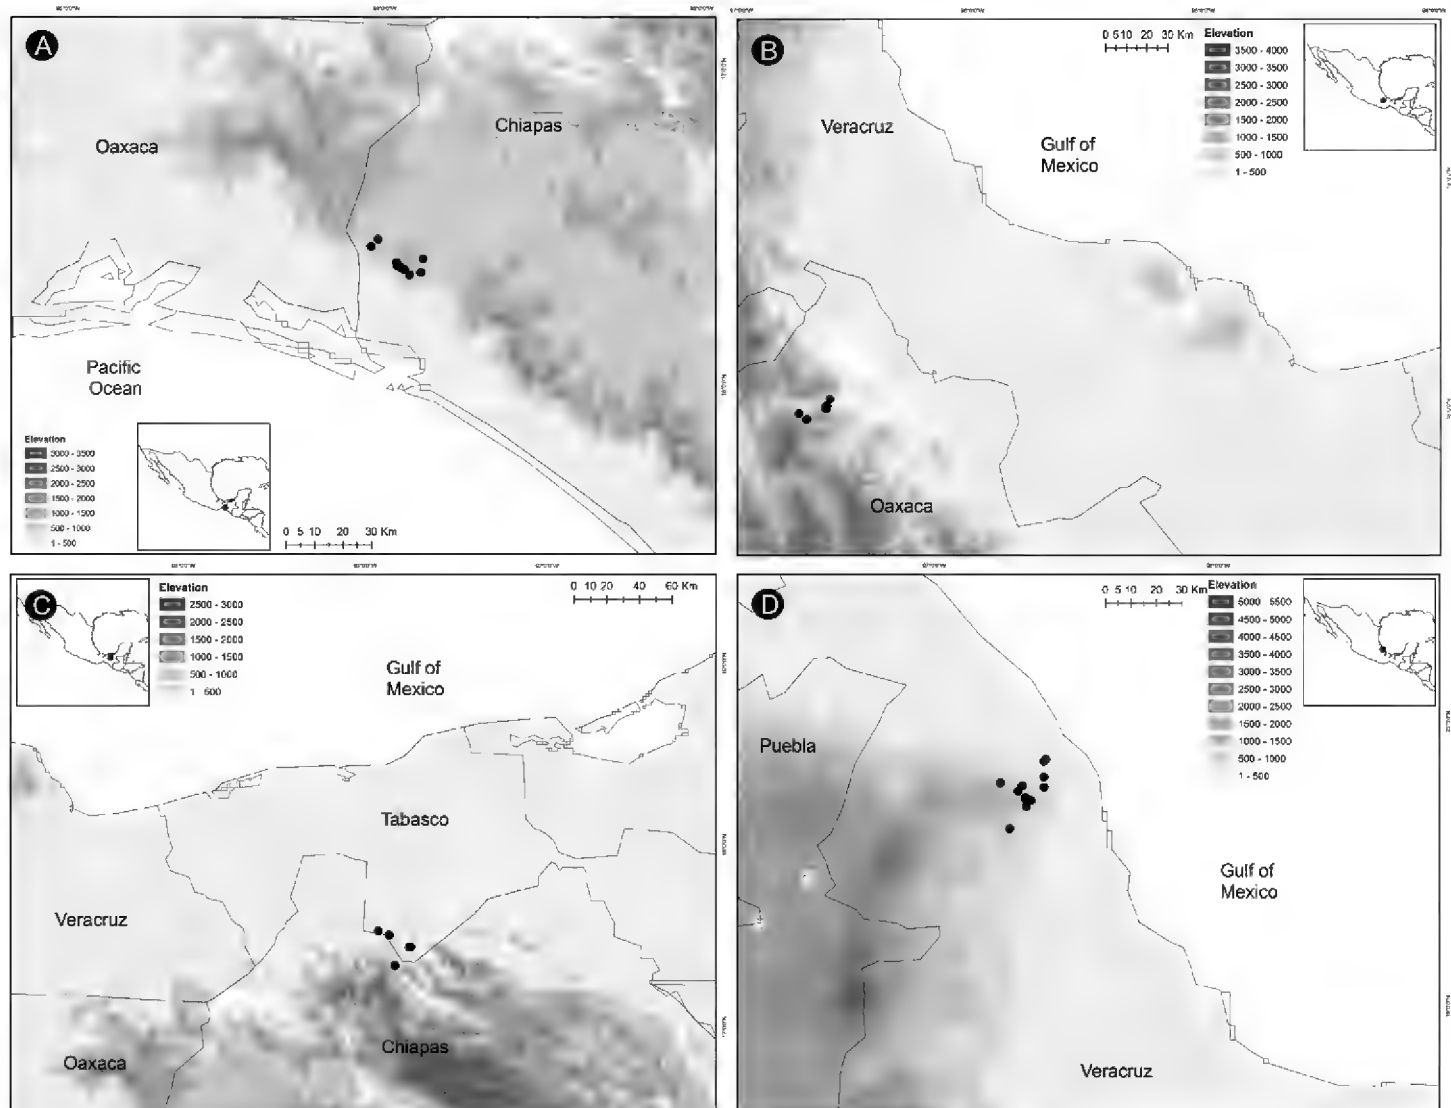 A
Oaxaca
Chiapas
Pacific
Ocean
Elevation
3000 - 3500
2500 - 3000
2000 - 2500
1500 - 2000
1000 - 1500
500 - 1000
1 - 500
0 5 10 20 30 Km
B
Veracruz
Gulf of
Mexico
Oaxaca
0 5 10 20 30 Km
Elevation
3500 - 4000
3000 - 3500
2500 - 3000
2000 - 2500
1500 - 2000
1000 - 1500
500 - 1000
1 - 500
C
Elevation
2500 - 3000
2000 - 2500
1500 - 2000
1000 - 1500
500 - 1000
1 - 500
0 10 20 40 60 Km
Gulf of
Mexico
Tabasco
Veracruz
Oaxaca
Chiapas
D
0 5 10 20 30 Km
Elevation
5000 - 5500
4500 - 5000
4000 - 4500
3500 - 4000
3000 - 3500
2500 - 3000
2000 - 2500
1500 - 2000
1000 - 1500
500 - 1000
1 - 500
Puebla
Gulf of
Mexico
Veracruz